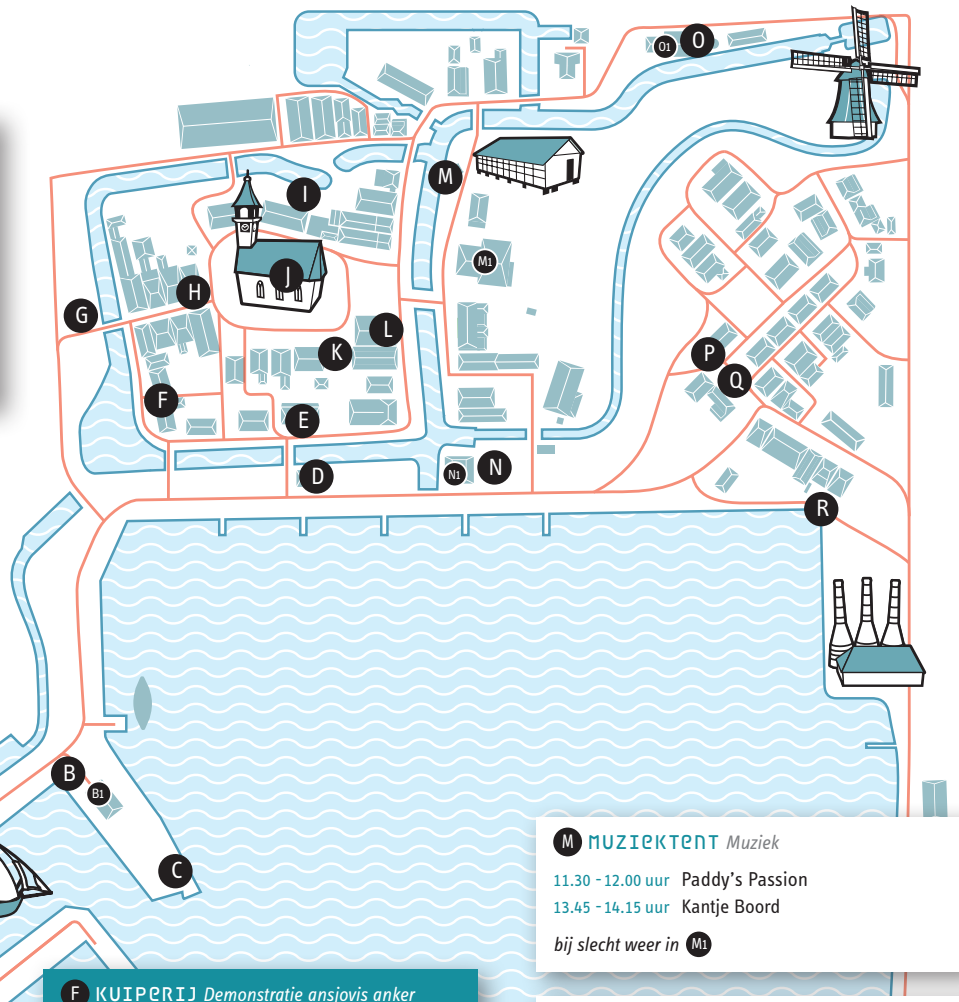 O1 O
M
I
J
M1
H
G
L
K
P
Q
F
E
D
N1 N
R
B
B1
C
M MUZIEKTENT Muziek
11.30 - 12.00 uur Paddy's Passion
13.45 - 14.15 uur Kantje Boord
bij slecht weer in M1
F KUIPERIJ Demonstratie ansjovis anker